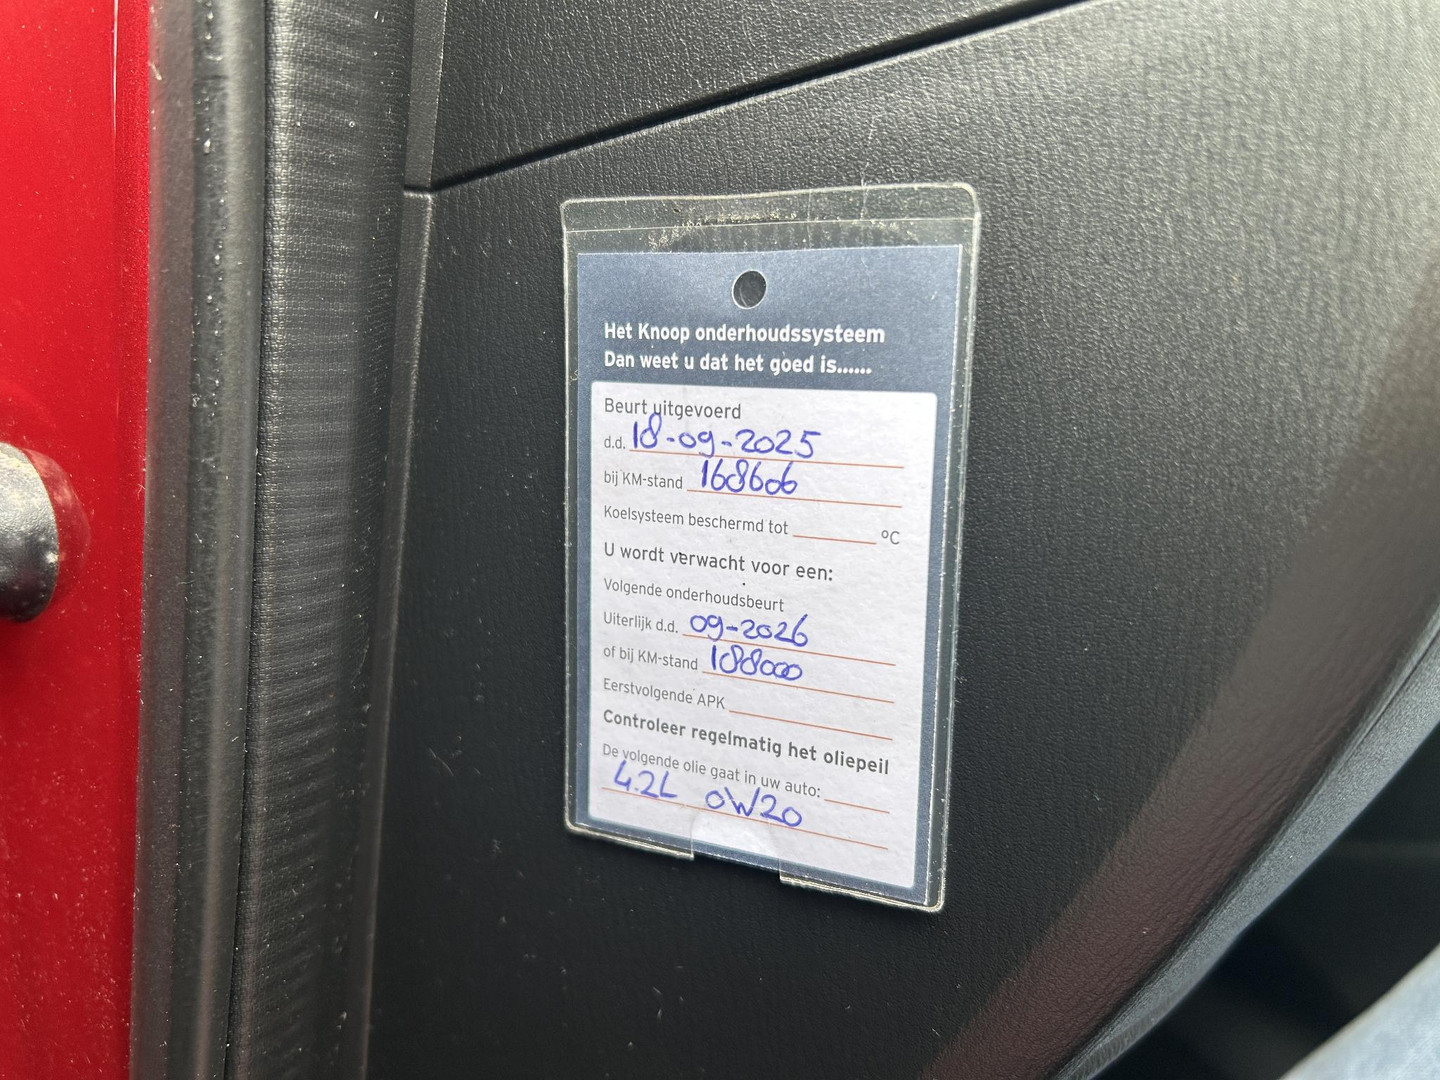 Het Knoop onderhoudssysteem
Dan weet u dat het goed is......
Beurt uitgevoerd
d.d. 18-09-2025
bij KM-stand 168606
Koelsysteem beschermd tot ____ °C
U wordt verwacht voor een:
Volgende onderhoudsbeurt
Uiterlijk d.d. 09-2026
of bij KM-stand 188000
Eerstvolgende APK
Controleer regelmatig het oliepeil
De volgende olie gaat in uw auto:
4.2L 0W20